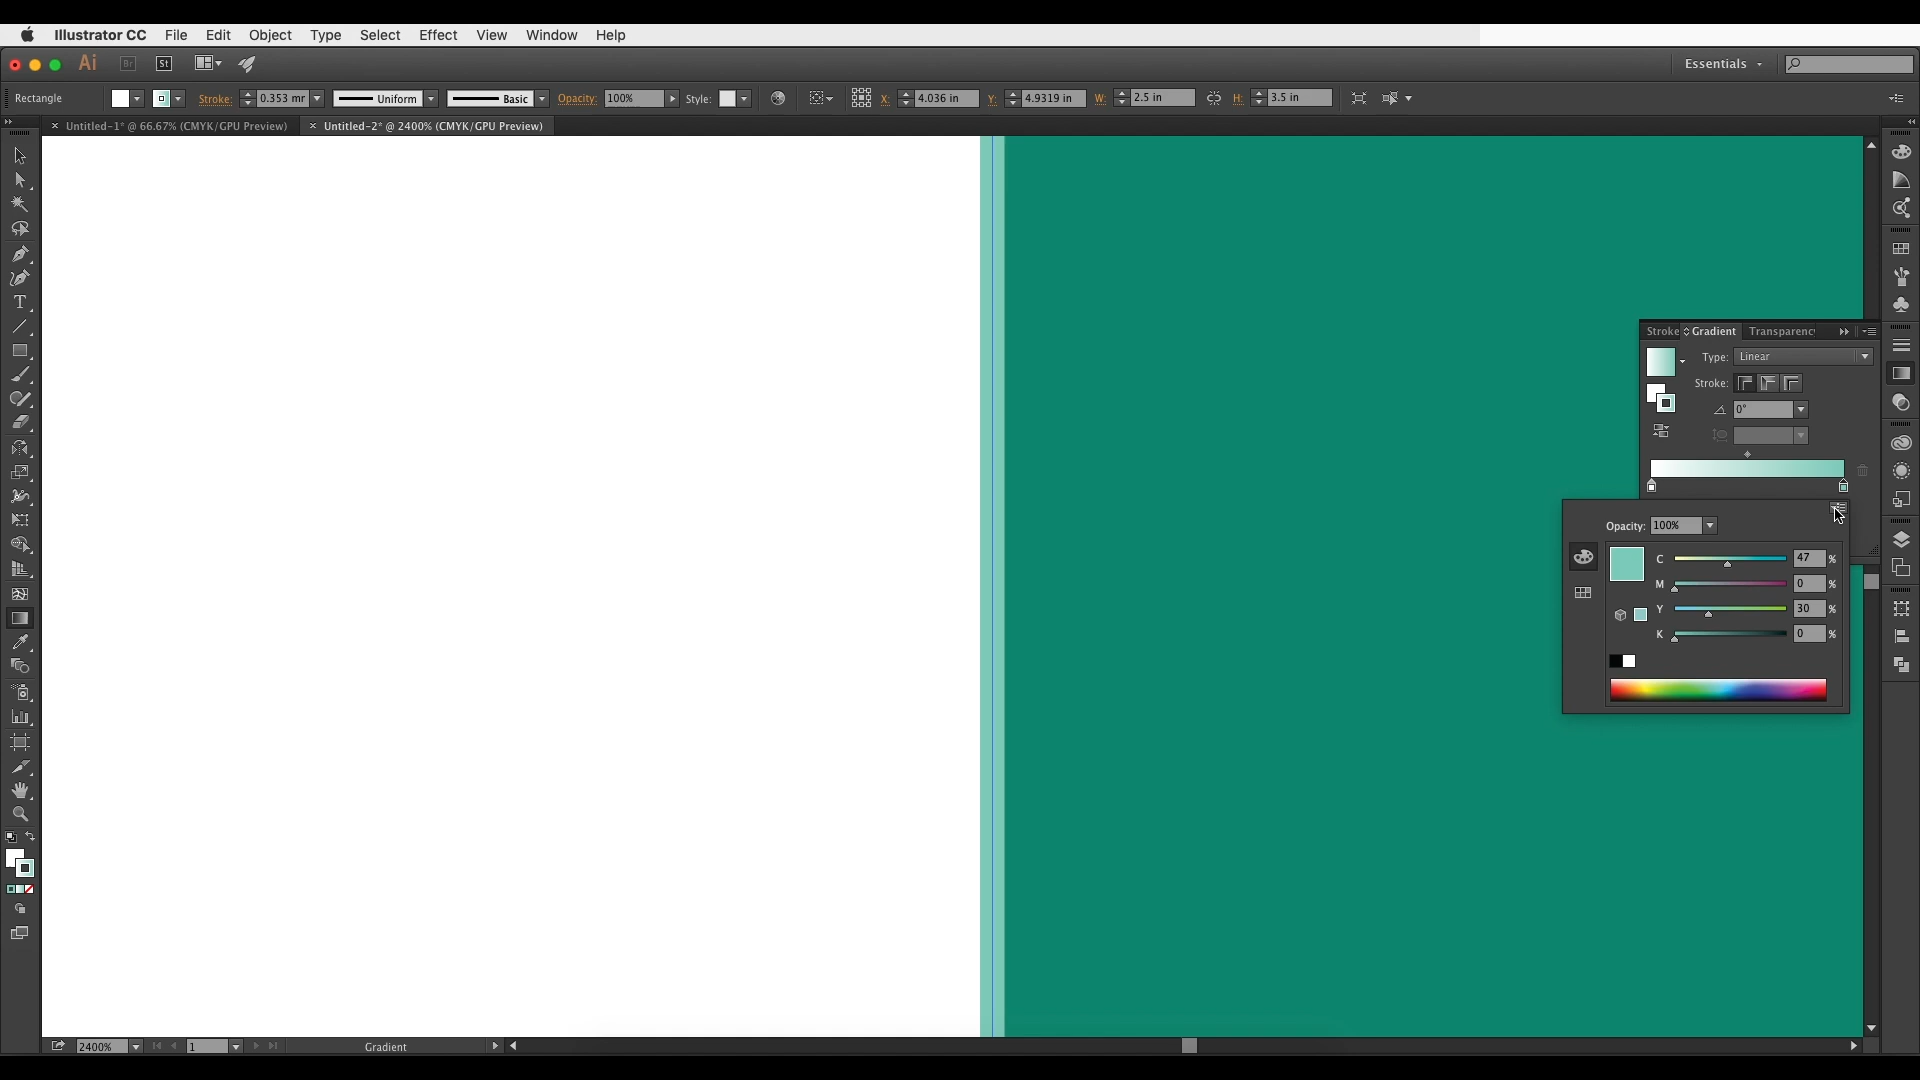 Illustrator CC File Edit Object Type Select Effect View Window Help
Ai Br St Essentials
Rectangle Stroke: 0.353 mr Uniform Basic Opacity: 100% Style: X: 4.036 in Y: 4.9319 in W: 2.5 in H: 3.5 in
Untitled-1* @ 66.67% (CMYK/GPU Preview) Untitled-2* @ 2400% (CMYK/GPU Preview)
Stroke Gradient Transparenc
Type: Linear
Stroke:
0°
Opacity: 100%
C 47 %
M 0 %
Y 30 %
K 0 %
2400% 1 Gradient